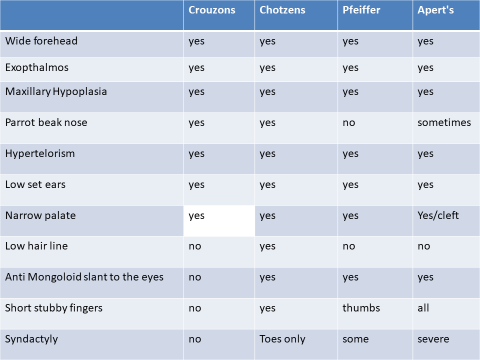 Crouzons Chotzens Pfeiffer Apert's
Wide forehead yes yes yes yes
Exopthalmos yes yes yes yes
Maxillary Hypoplasia yes yes yes yes
Parrot beak nose yes yes no sometimes
Hypertelorism yes yes yes yes
Low set ears yes yes yes yes
Narrow palate yes yes yes Yes/cleft
Low hair line no yes no no
Anti Mongoloid slant to the eyes no yes yes yes
Short stubby fingers no yes thumbs all
Syndactyly no Toes only some severe